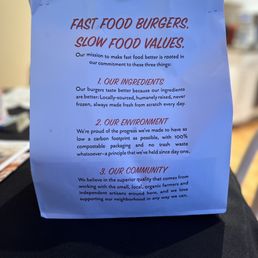 FAST FOOD BURGERS.
SLOW FOOD VALUES.
Our mission to make fast food better is rooted in
our commitment to these three things:
1. OUR INGREDIENTS
Our burgers taste better because our ingredients
are better. Locally-sourced, humanely raised, never
frozen, always made fresh from scratch every day.
2. OUR ENVIRONMENT
We're proud of the progress we've made to have as
low a carbon footprint as possible, with 100%
compostable packaging and no trash waste
whatsoever—a principle that we've held since day one.
3. OUR COMMUNITY
We believe in the superior quality that comes from
working with the small, local, organic farmers and
independent artisans around here, and we love
supporting our neighborhood in any way we can.